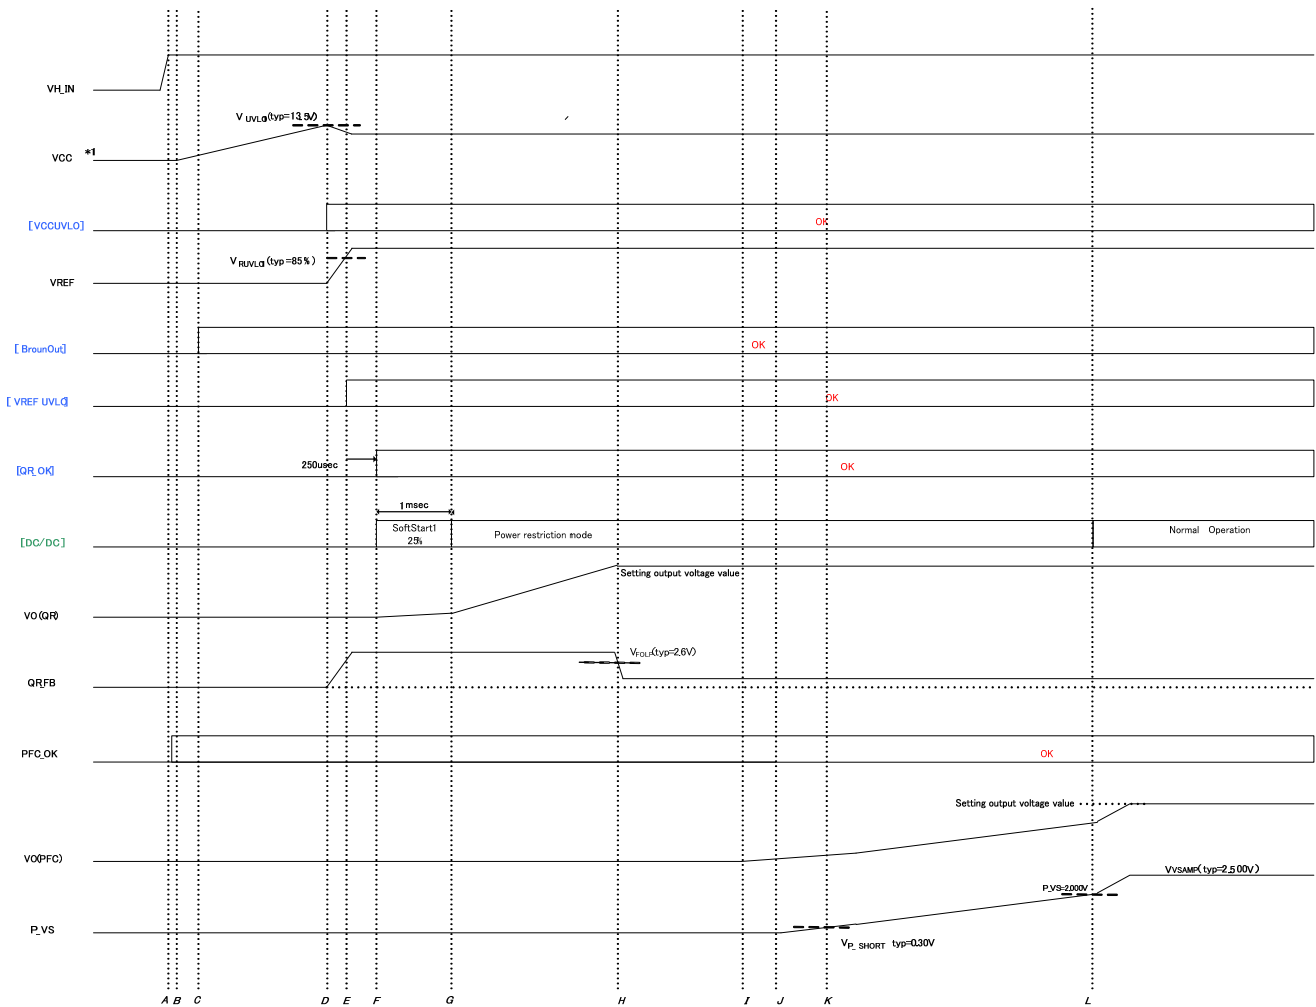 VH_IN
V UVLO1 (typ=13.5V)
VCC *1
[VCCUVLO]
OK
V RUVLO1 (typ=85%)
VREF
[BrounOut]
OK
[VREF UVLO]
OK
[QR_OK]
250usec
OK
1msec
[DC/DC]
SoftStart1
25%
Power restriction mode
Normal Operation
Setting output voltage value
VO(QR)
VFOLP(typ=2.6V)
QR_FB
PFC_OK
OK
Setting output voltage value
VO(PFC)
VVSAMP(typ=2.500V)
P_VS=2.000V
P_VS
VP_SHORT typ=0.30V
A B C D E F G H I J K L